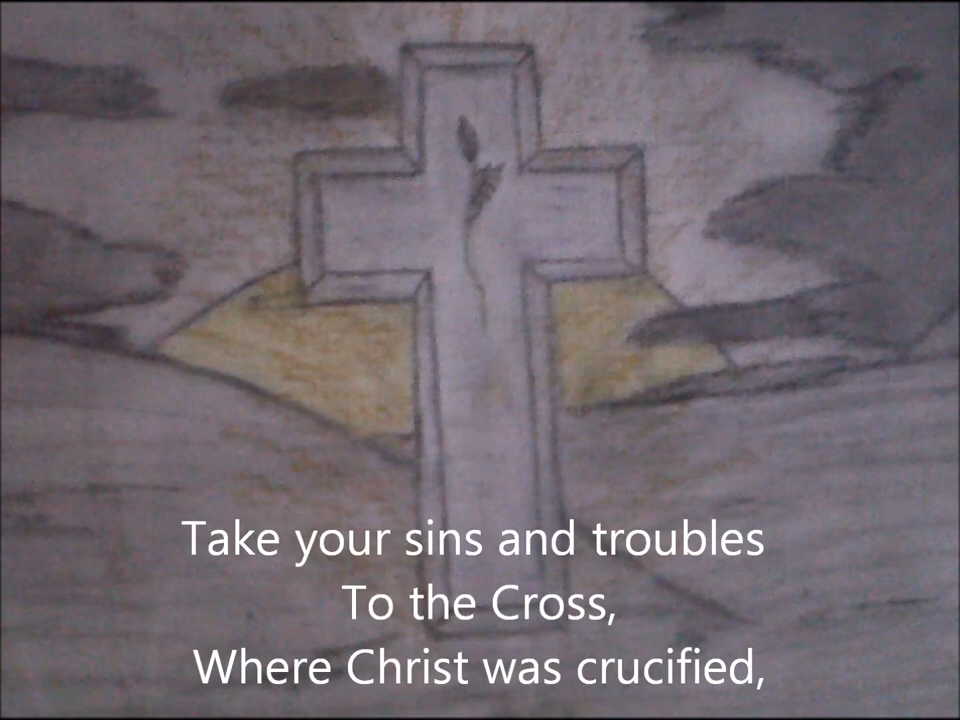 Take your sins and troubles
To the Cross,
Where Christ was crucified,